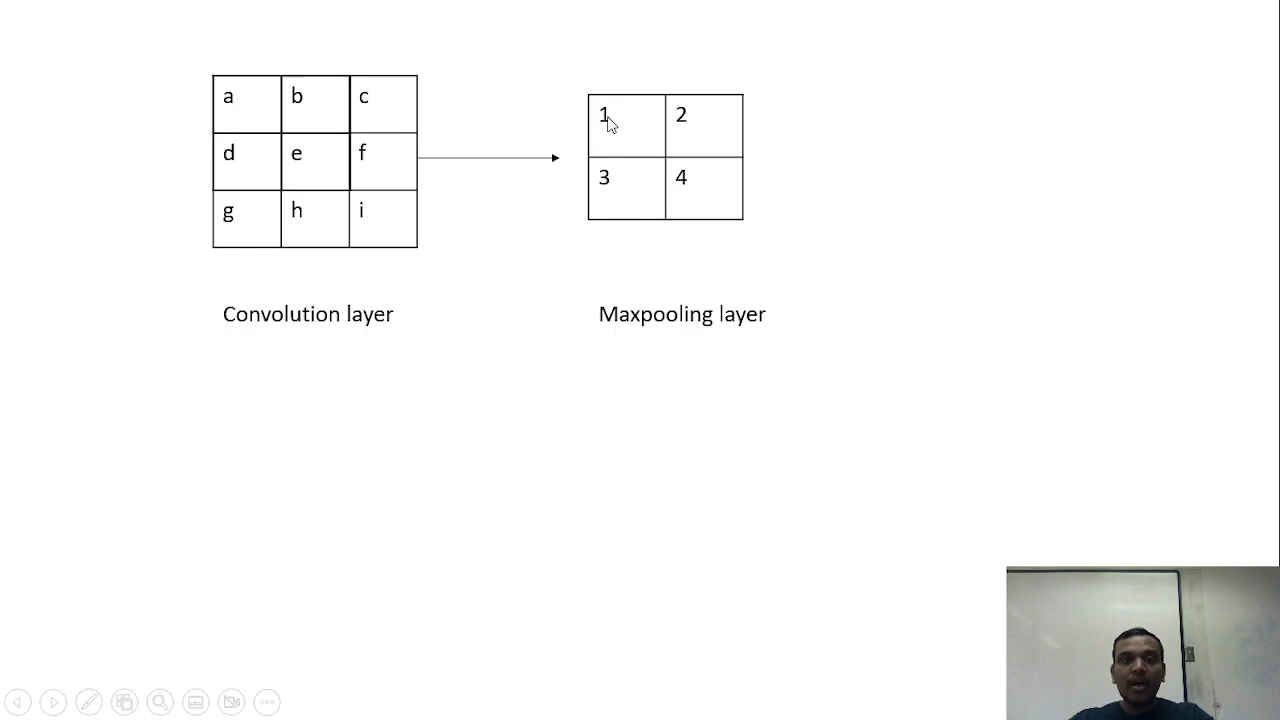 a b c
d e f
g h i
1 2
3 4
Convolution layer
Maxpooling layer